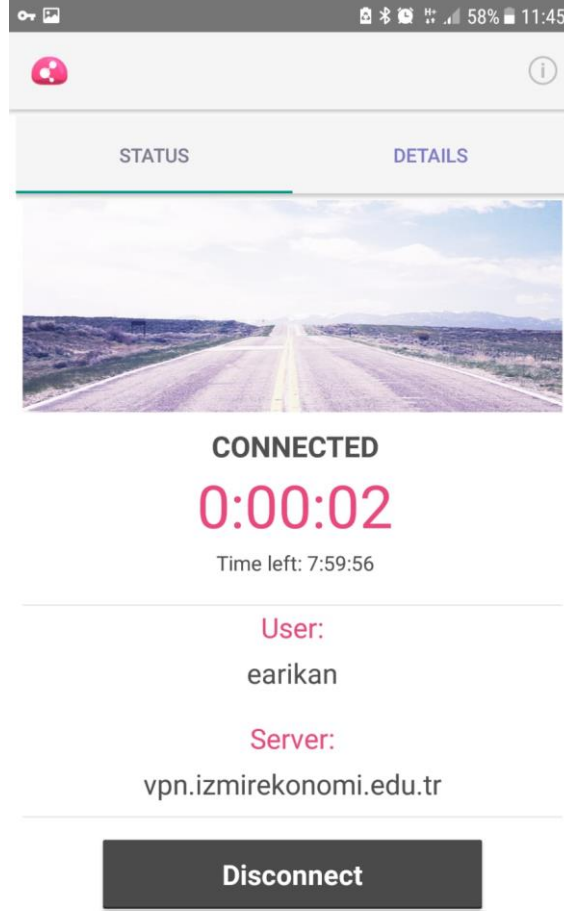 58% 11:45
STATUS DETAILS
CONNECTED
0:00:02
Time left: 7:59:56
User:
earikan
Server:
vpn.izmirekonomi.edu.tr
Disconnect